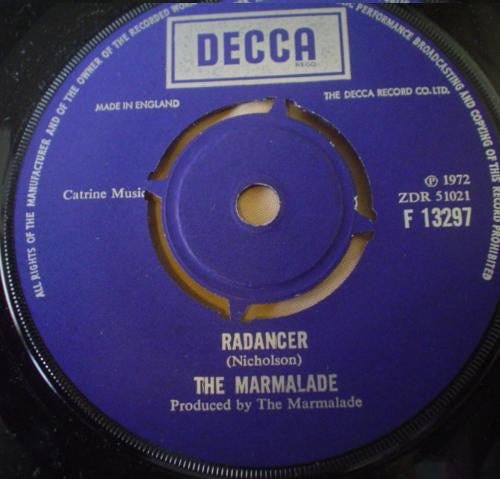 ALL RIGHTS OF THE MANUFACTURER AND OF THE OWNER OF THE RECORDED WO
PERFORMANCE BROADCASTING AND COPYING OF THIS RECORD PROHIBITED
DECCA
REGD.
MADE IN ENGLAND
THE DECCA RECORD CO. LTD.
Catrine Music
℗ 1972
ZDR 51021
F 13297
RADANCER
(Nicholson)
THE MARMALADE
Produced by The Marmalade